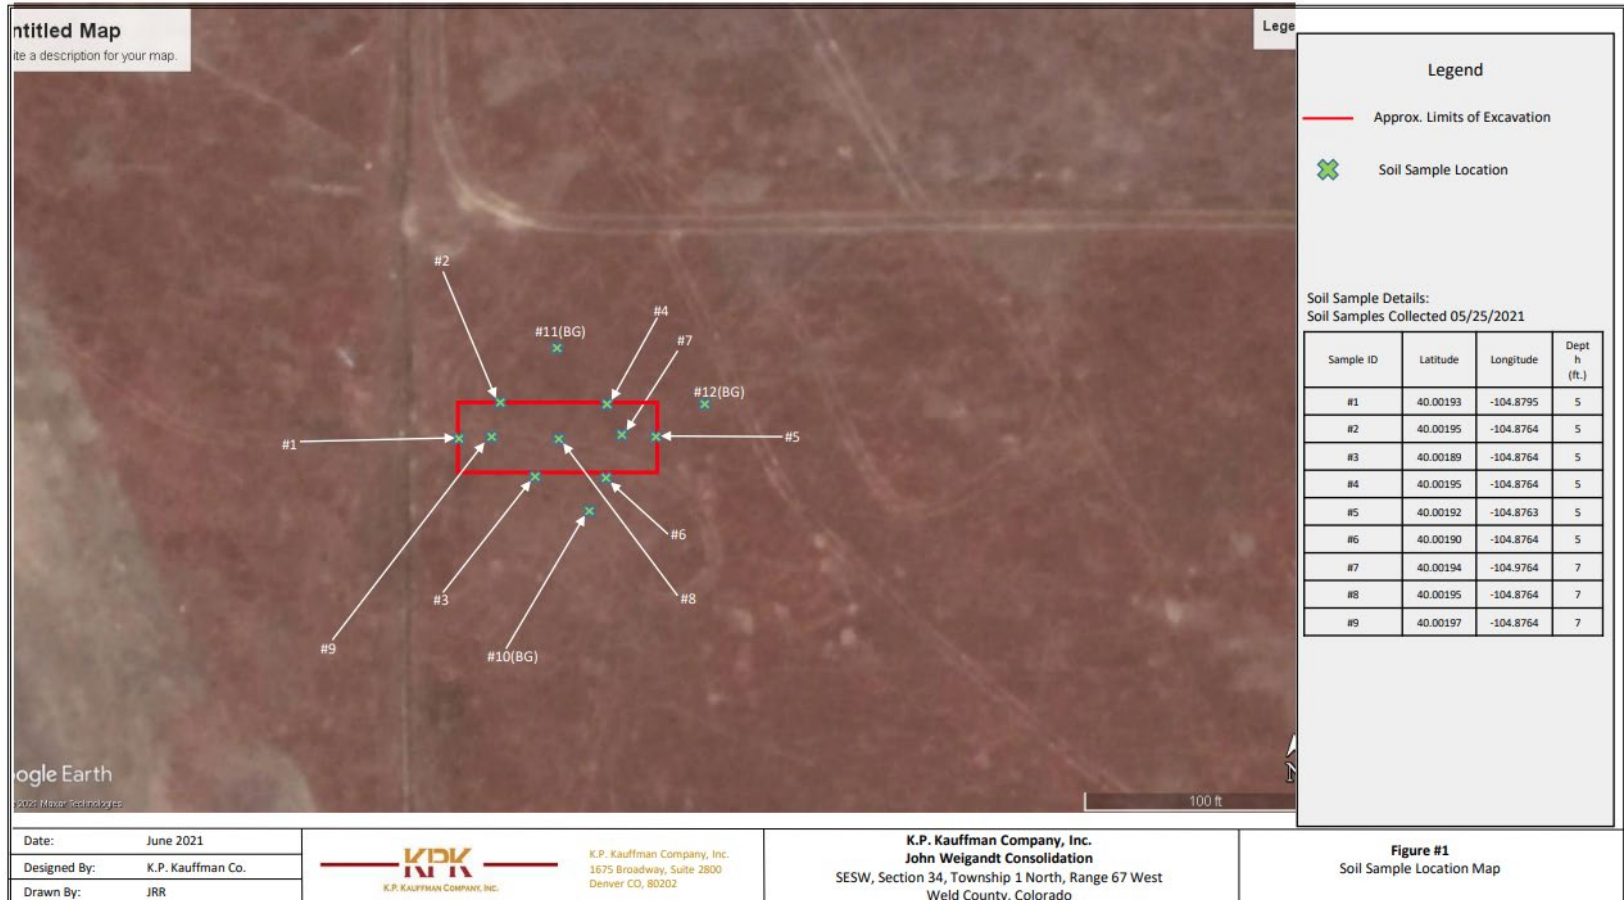 ntitled Map
ite a description for your map.
Lege
Legend
Approx. Limits of Excavation
Soil Sample Location
#2
#4
#11(BG)
#7
#12(BG)
#1
#5
#6
#3
#8
#9
#10(BG)
Soil Sample Details:
Soil Samples Collected 05/25/2021
Sample ID Latitude Longitude Dept
h
(ft.)
#1 40.00193 -104.8795 5
#2 40.00195 -104.8764 5
#3 40.00189 -104.8764 5
#4 40.00195 -104.8764 5
#5 40.00192 -104.8763 5
#6 40.00190 -104.8764 5
#7 40.00194 -104.9764 7
#8 40.00195 -104.8764 7
#9 40.00197 -104.8764 7
ogle Earth
2021 Maxar Technologies
100 ft
N
Date: June 2021
Designed By: K.P. Kauffman Co.
Drawn By: JRR
KPK
K.P. KAUFFMAN COMPANY, INC.
K.P. Kauffman Company, Inc.
1675 Broadway, Suite 2800
Denver CO, 80202
K.P. Kauffman Company, Inc.
John Weigandt Consolidation
SESW, Section 34, Township 1 North, Range 67 West
Weld County, Colorado
Figure #1
Soil Sample Location Map